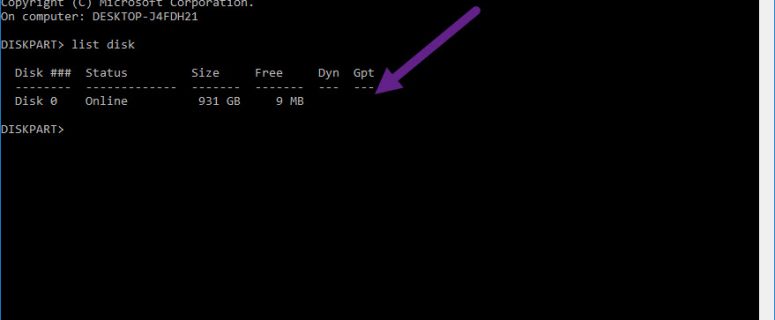 Copyright (C) Microsoft Corporation.
On computer: DESKTOP-J4FDH21
DISKPART> list disk
Disk ### Status Size Free Dyn Gpt
-------- ------------- ------- ------- --- ---
Disk 0 Online 931 GB 9 MB
DISKPART>